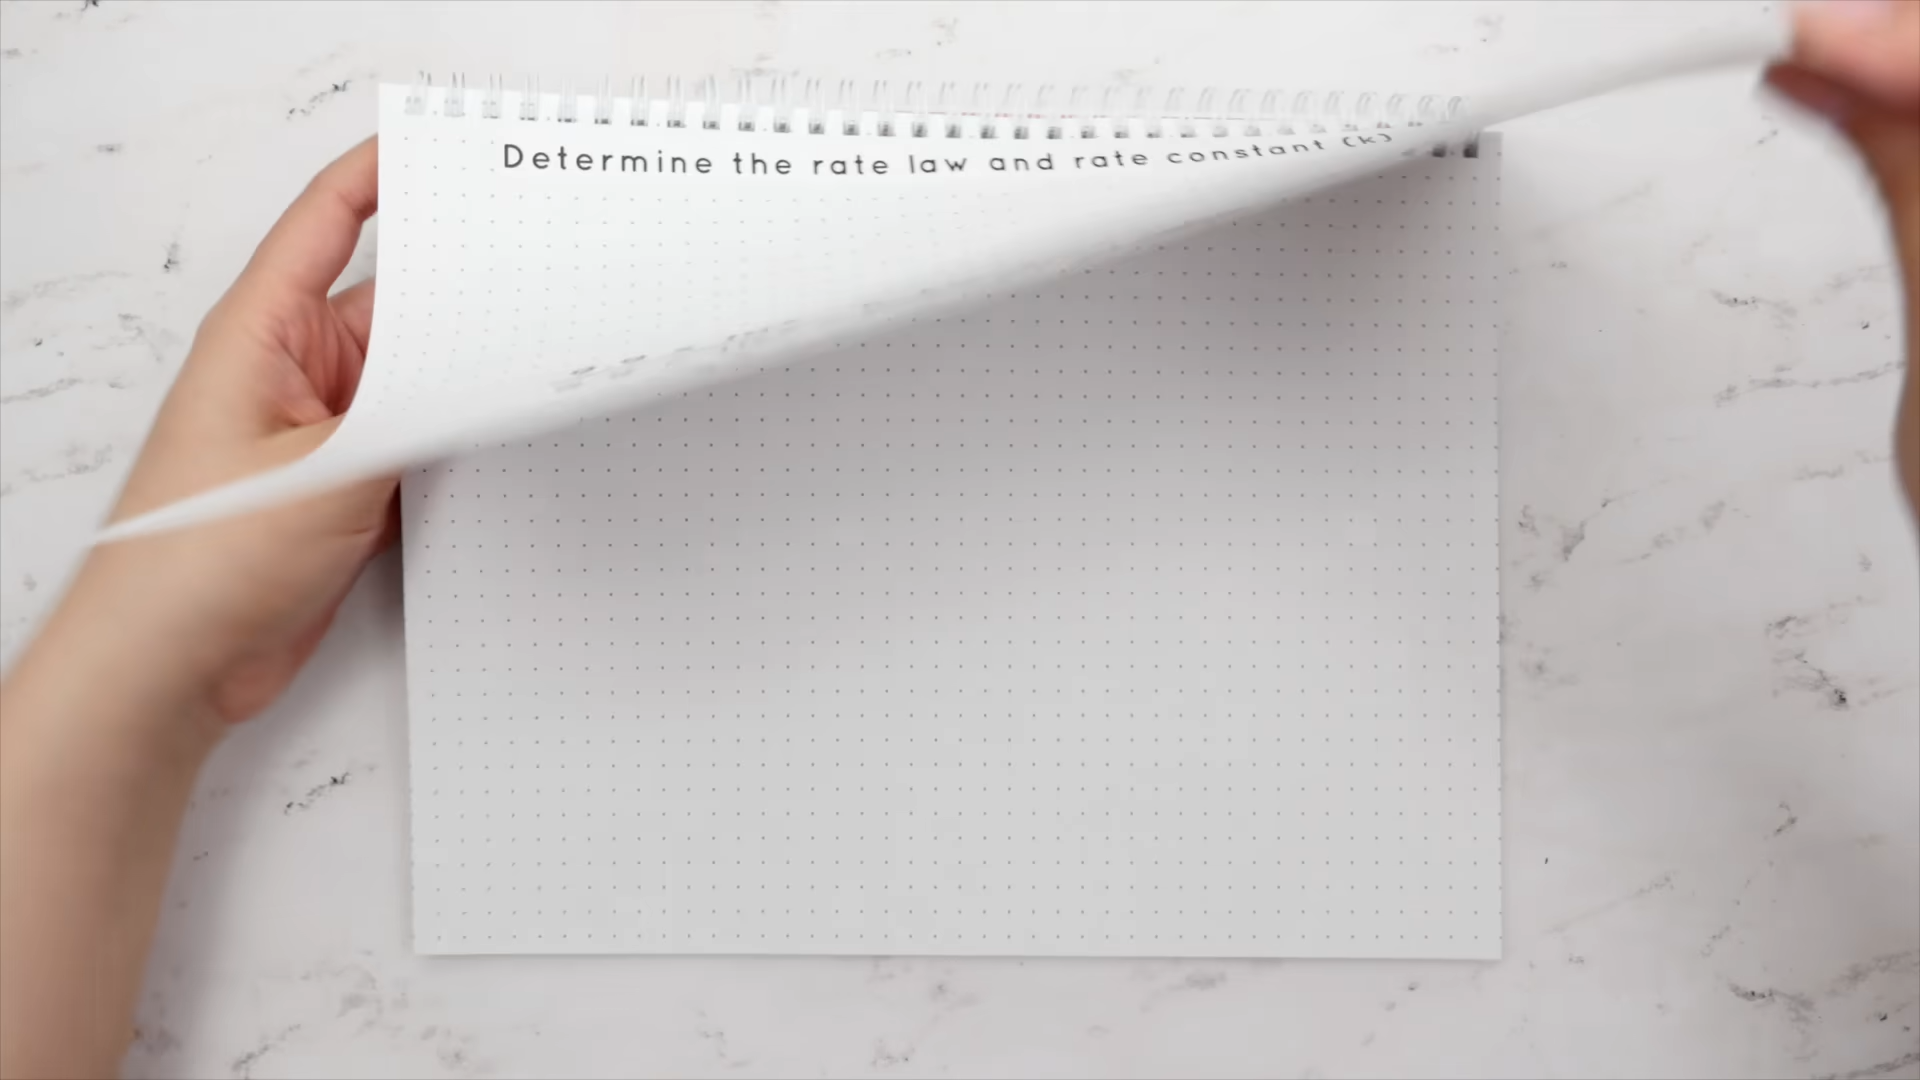 Determine the rate law and rate constant (k)